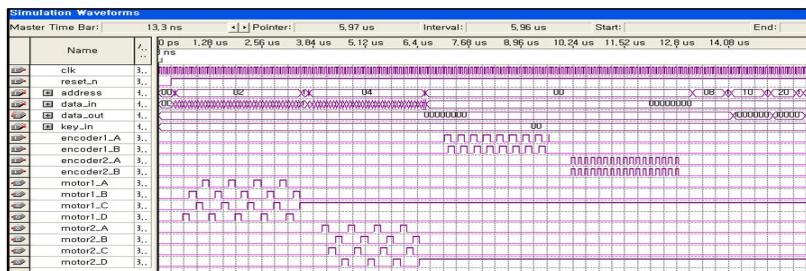 Simulation Waveforms
Master Time Bar: 13,3 ns Pointer: 5,97 us Interval: 5,96 us Start: End:
Name
0 ps 1,28 us 2,56 us 3,84 us 5,12 us 6,4 us 7,68 us 8,96 us 10,24 us 11,52 us 12,8 us 14,08 us
clk
reset_n
address 00 02 04 00 08 10 20
data_in 00000000
data_out 00000000
key_in 00
encoder1_A
encoder1_B
encoder2_A
encoder2_B
motor1_A
motor1_B
motor1_C
motor1_D
motor2_A
motor2_B
motor2_C
motor2_D